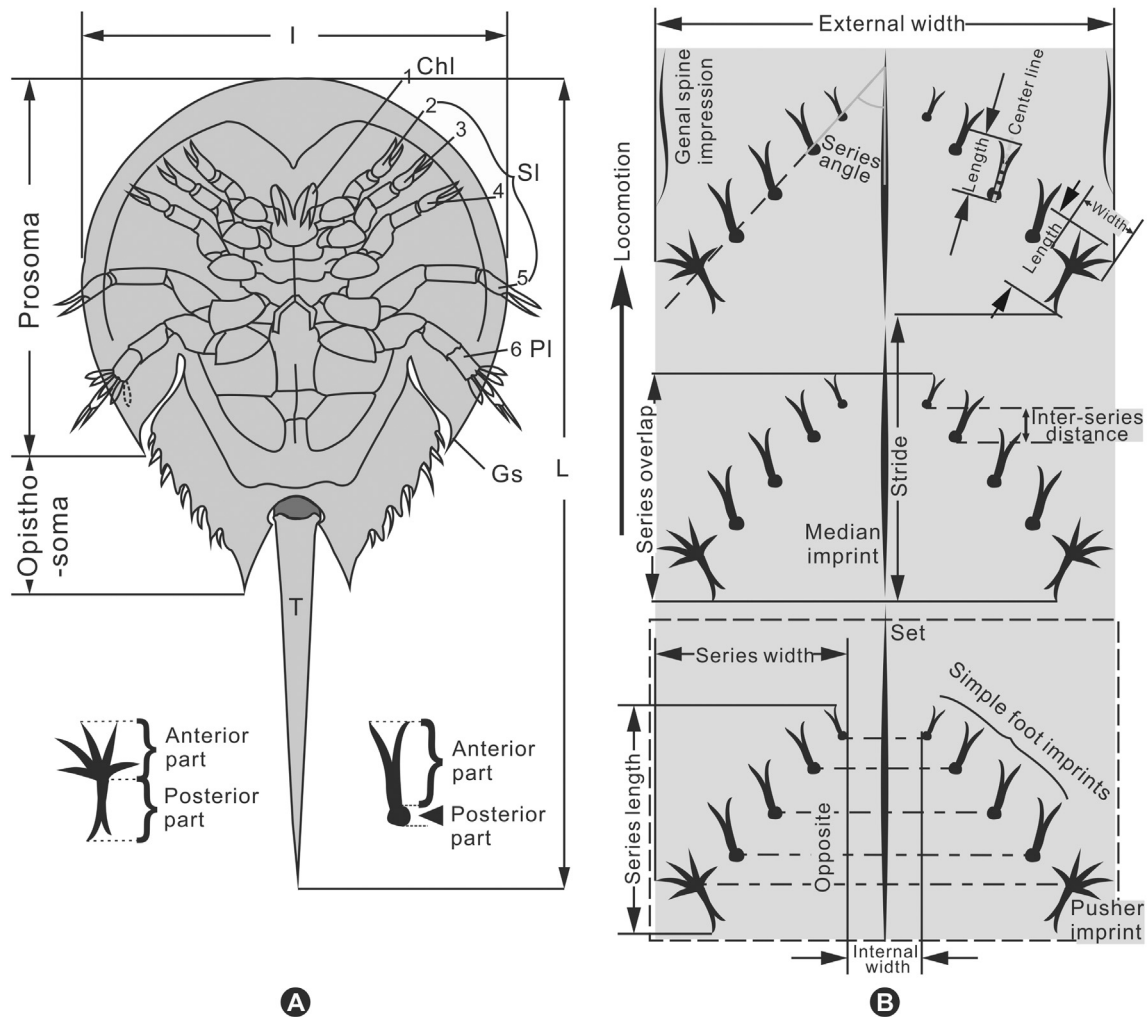 I
1 Chl
2
3
Sl
4
5
6 Pl
Gs
L
T
Prosoma
Opistho
-soma
Anterior
part
Posterior
part
Anterior
part
Posterior
part
A
External width
Genal spine
impression
Series
angle
Length
Center line
Length
Width
Locomotion
Series overlap
Stride
Inter-series
distance
Median
imprint
Set
Series width
Simple foot imprints
Series length
Opposite
Pusher
imprint
Internal
width
B